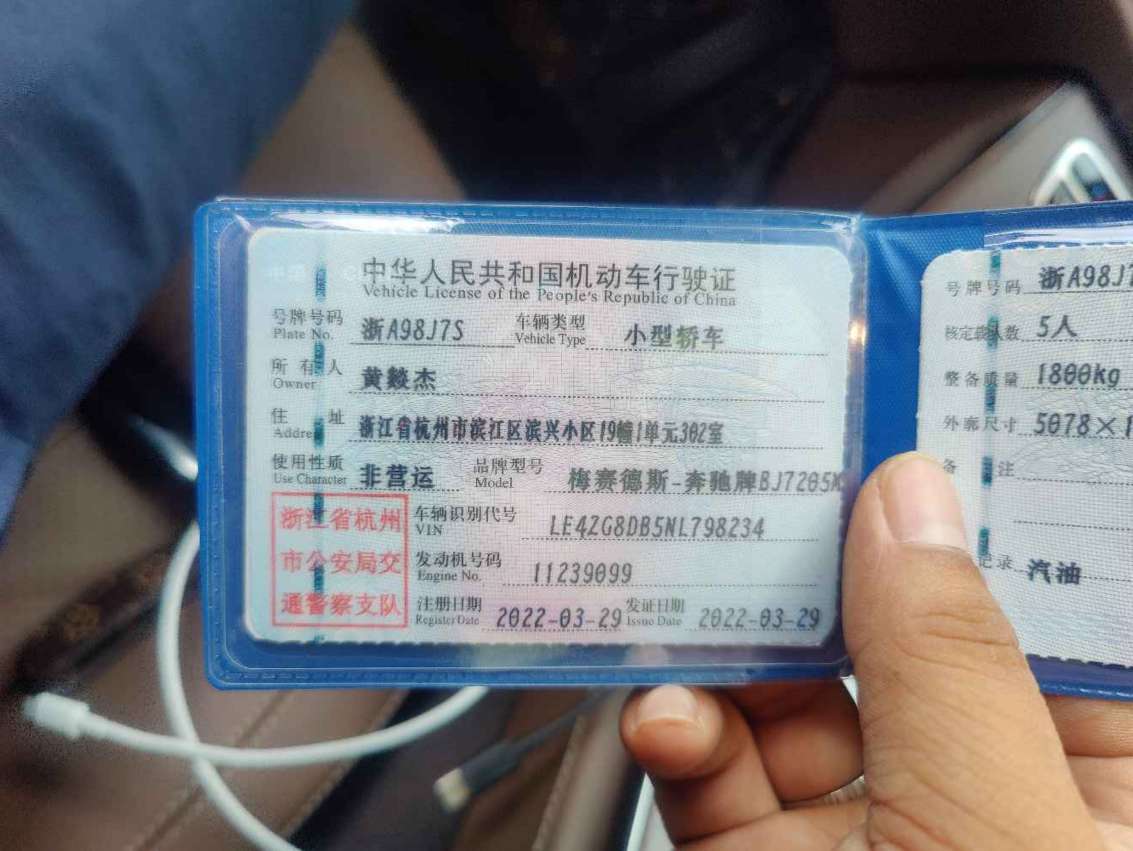 中华人民共和国机动车行驶证
Vehicle License of the People's Republic of China
号牌号码 浙A98J7S 车辆类型 小型轿车
Plate No. Vehicle Type
所有人 黄燚杰
Owner
住址 浙江省杭州市滨江区滨兴小区19幢1单元302室
Address
使用性质 非营运 品牌型号 梅赛德斯-奔驰牌BJ7205
Use Character Model
浙江省杭州
市公安局交
通警察支队
车辆识别代号 LE4ZG8DB5NL798234
VIN
发动机号码 11239099
Engine No.
注册日期 2022-03-29 发证日期 2022-03-29
Register Date Issue Date
号牌号码 浙A98J7
核定载人数 5人
整备质量 1800kg
外廓尺寸 5078×1
备注
记录 汽油